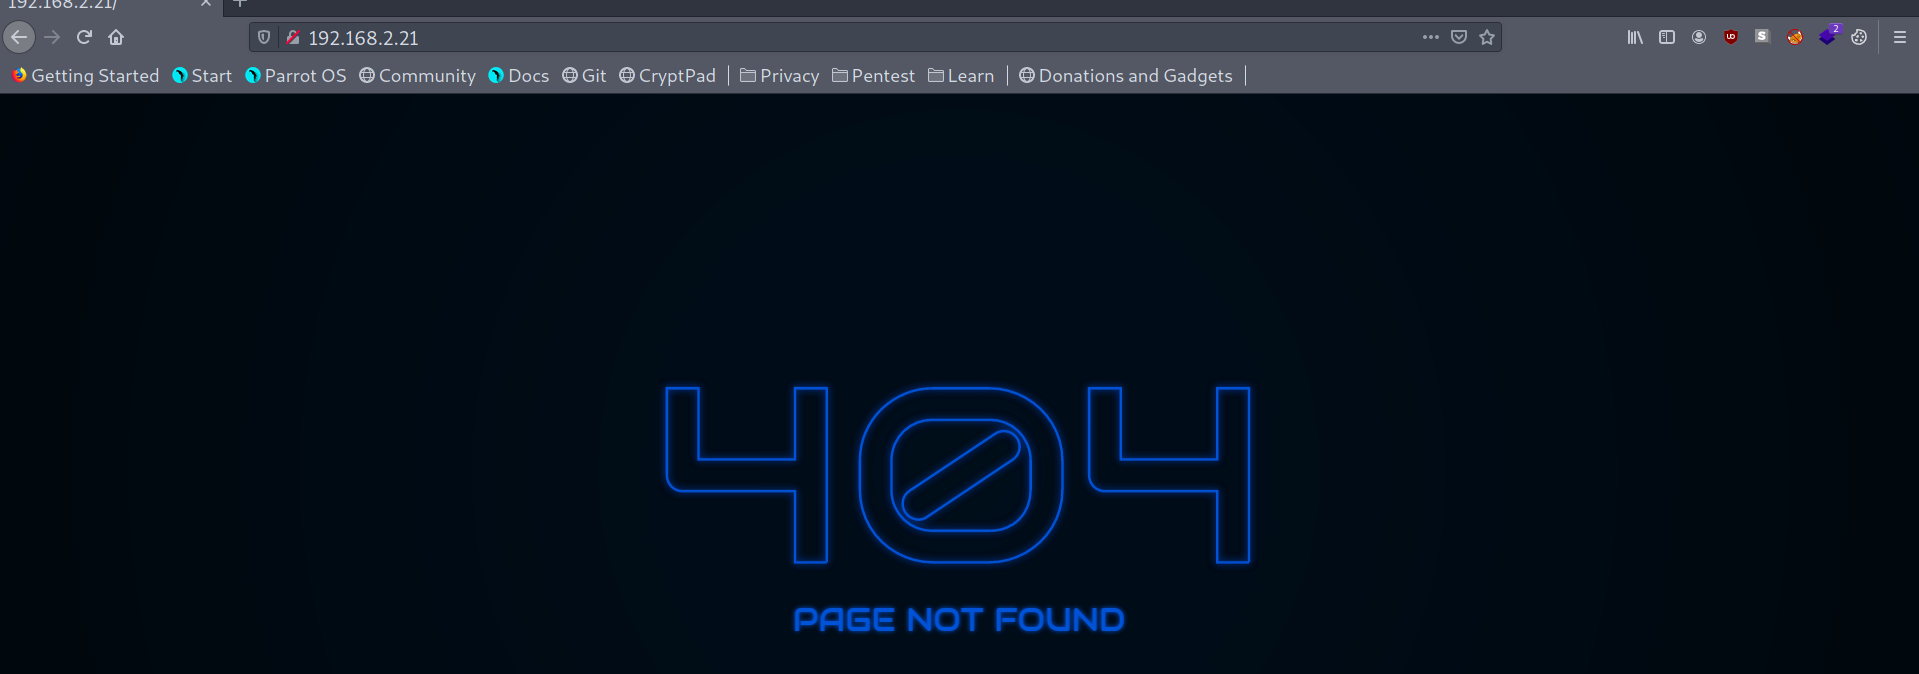 192.168.2.21/
192.168.2.21
2
Getting Started Start Parrot OS Community Docs Git CryptPad Privacy Pentest Learn Donations and Gadgets
404
PAGE NOT FOUND